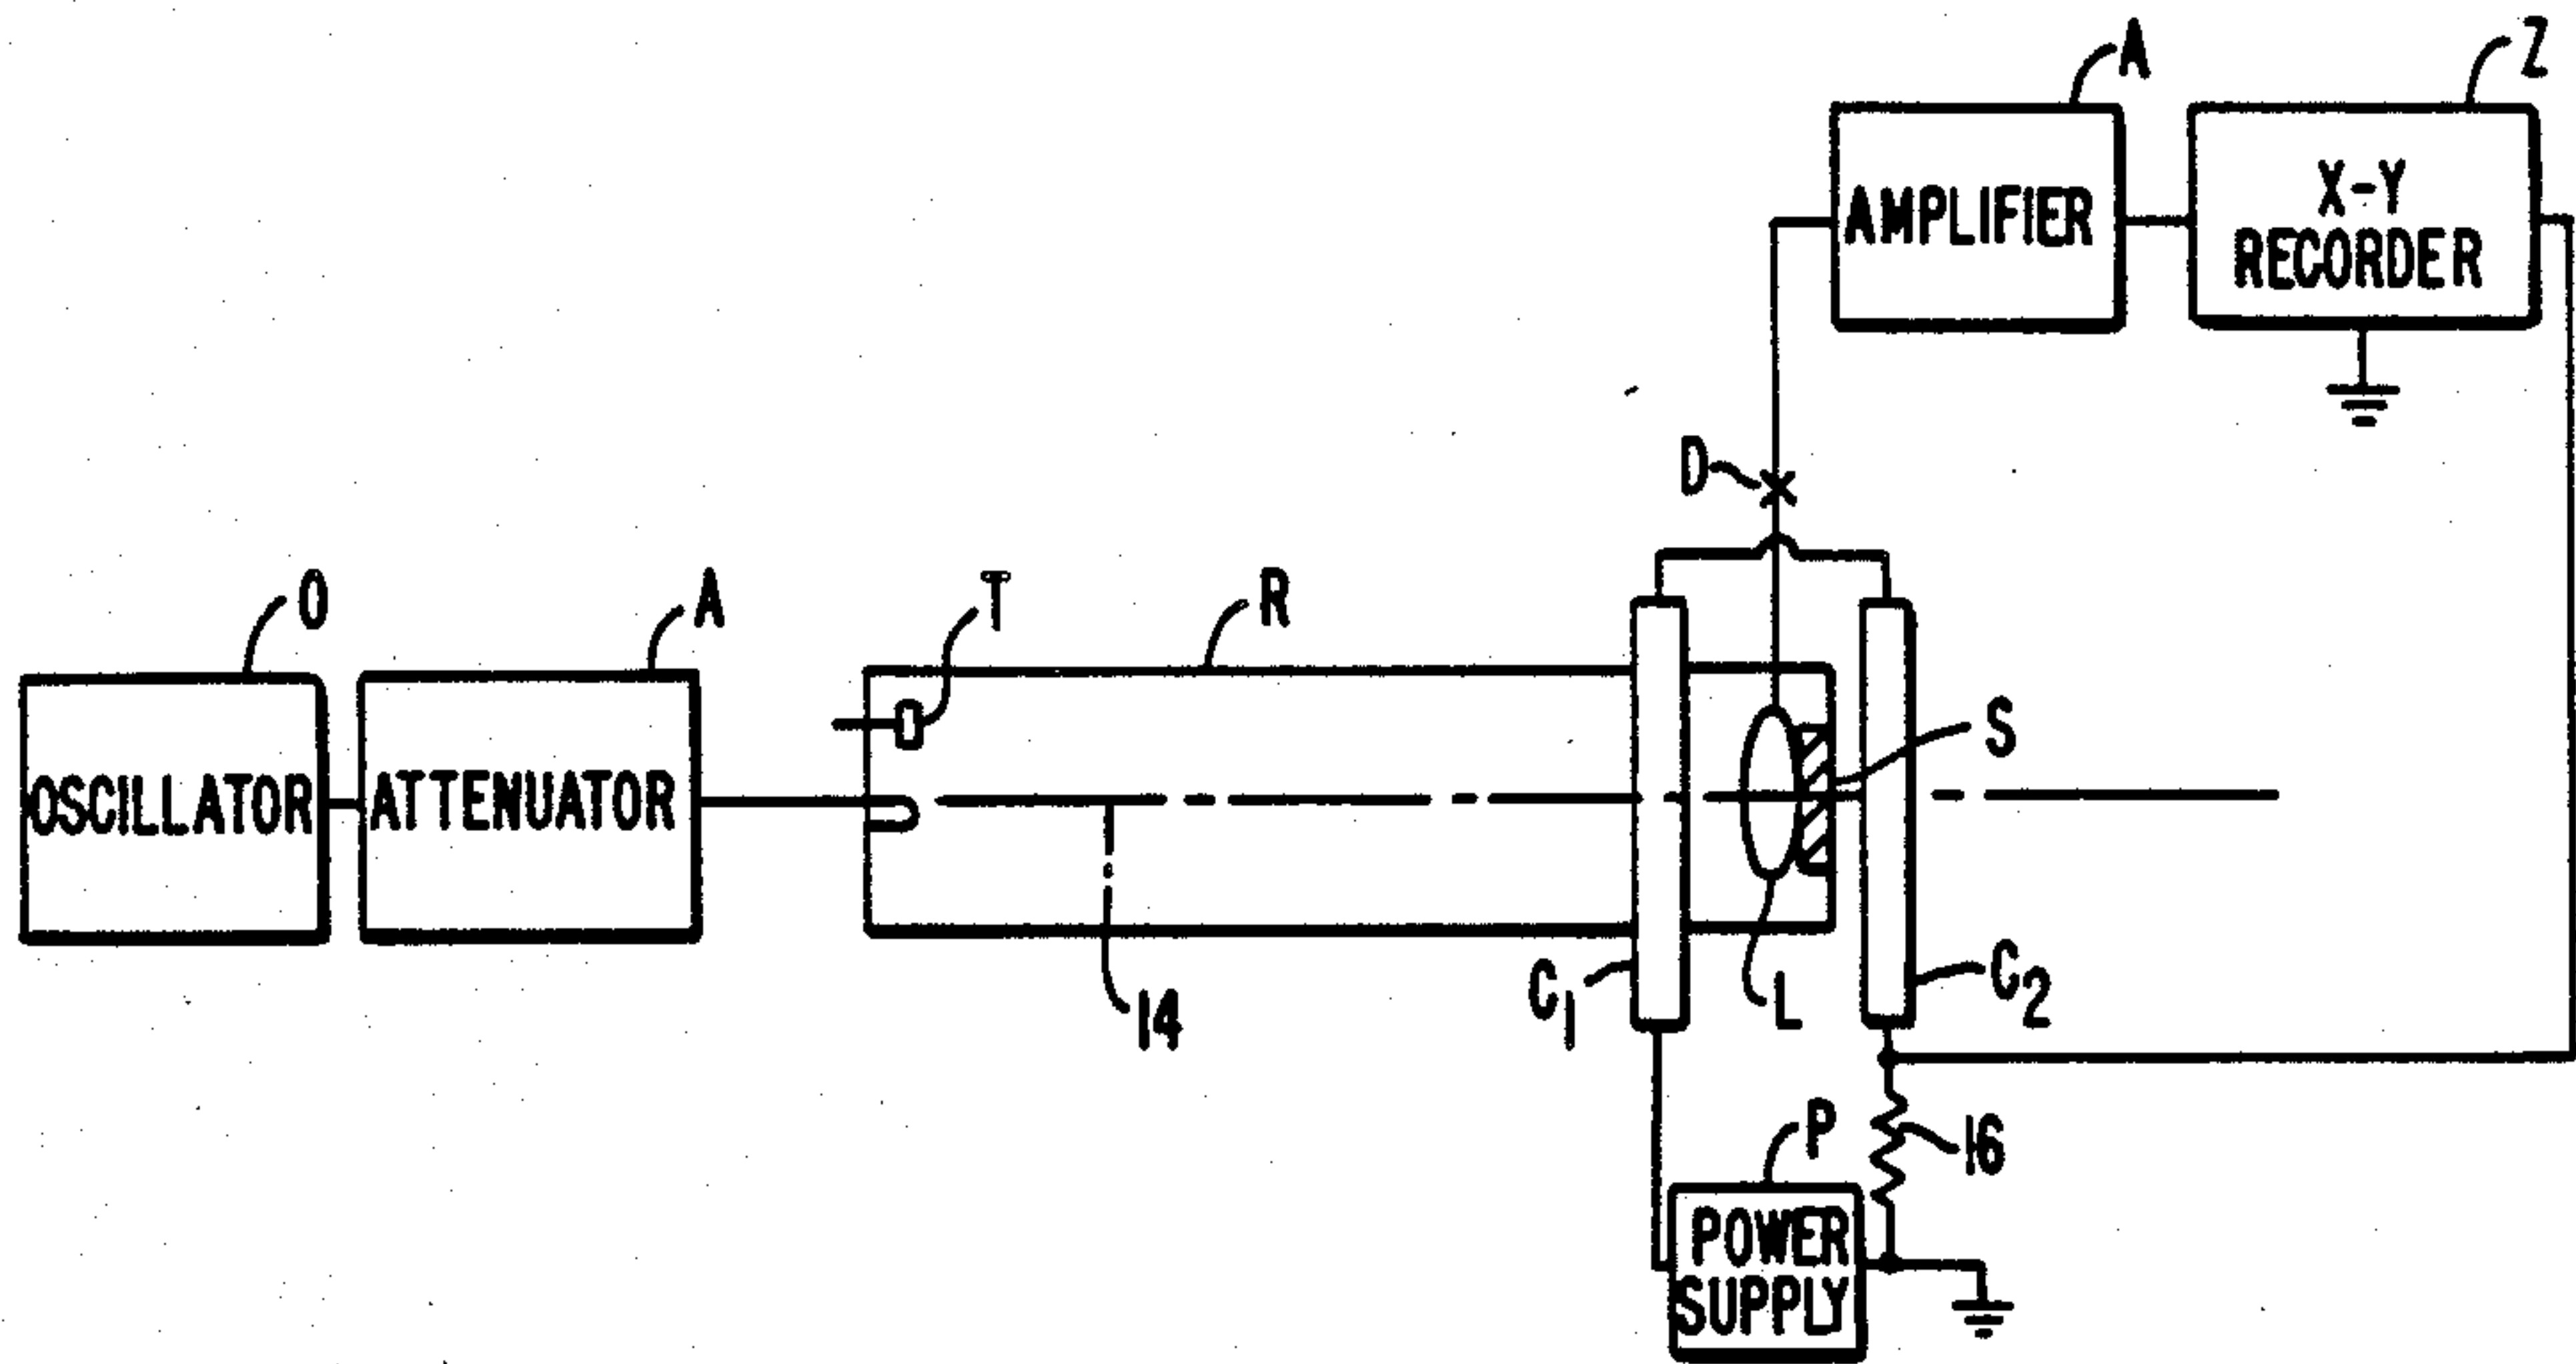 A
Z
AMPLIFIER
X-Y
RECORDER
D
O
A
T
R
S
OSCILLATOR
ATTENUATOR
14
C1
L
C2
P
16
POWER
SUPPLY